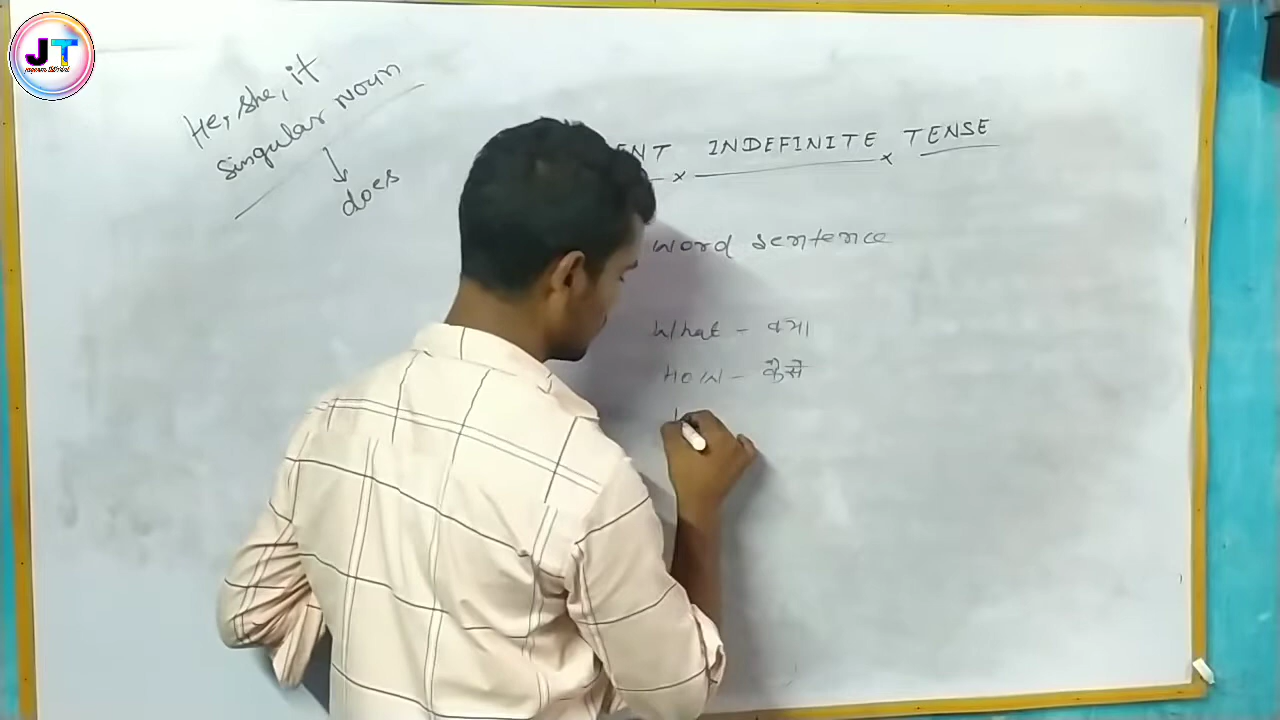 JT
He, she, it
singular noun
↓
does
ENT INDEFINITE TENSE
word sentence
What - क्या
How - कैसे